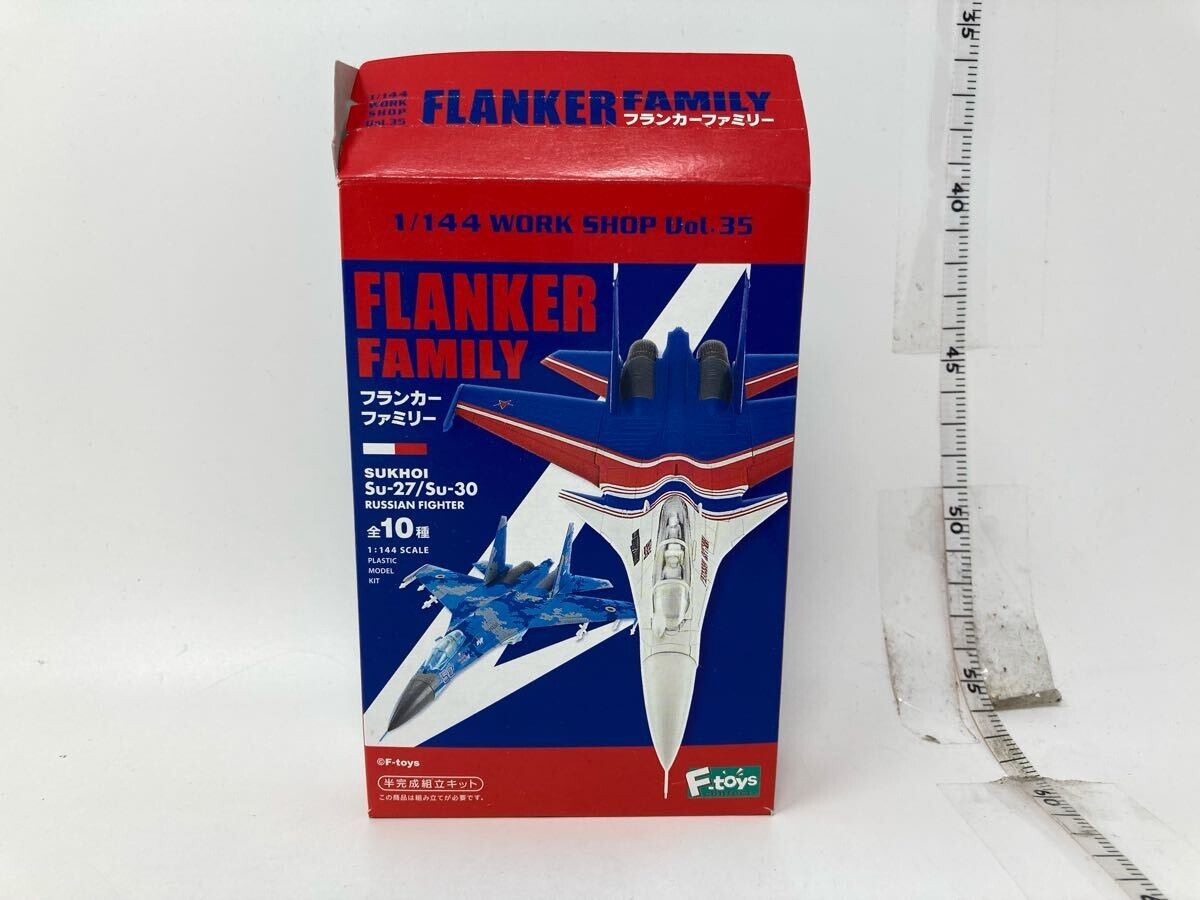 1/144
WORK
SHOP
Vol.35
FLANKER FAMILY
フランカーファミリー
1/144 WORK SHOP Vol.35
FLANKER
FAMILY
フランカー
ファミリー
SUKHOI
Su-27/Su-30
RUSSIAN FIGHTER
全10種
1:144 SCALE
PLASTIC
MODEL
KIT
©F-toys
半完成組立キット
この商品は組み立てが必要です。
F-toys
35
40
45
50
55
60